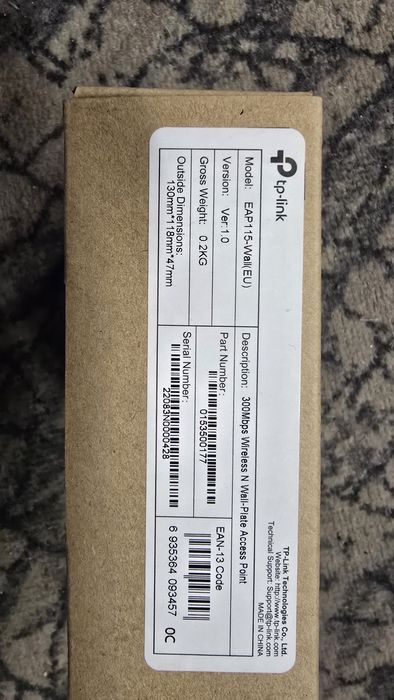 tp-link
TP-Link Technologies Co., Ltd.
Website: http://www.tp-link.com
Technical Support: Support@tp-link.com
MADE IN CHINA
Model: EAP115-Wall(EU)
Description: 300Mbps Wireless N Wall-Plate Access Point
Version: Ver:1.0
Part Number:
0153500177
EAN-13 Code
6 935364 093457
0C
Gross Weight: 0.2KG
Outside Dimensions:
130mm*118mm*47mm
Serial Number:
22083N0000428